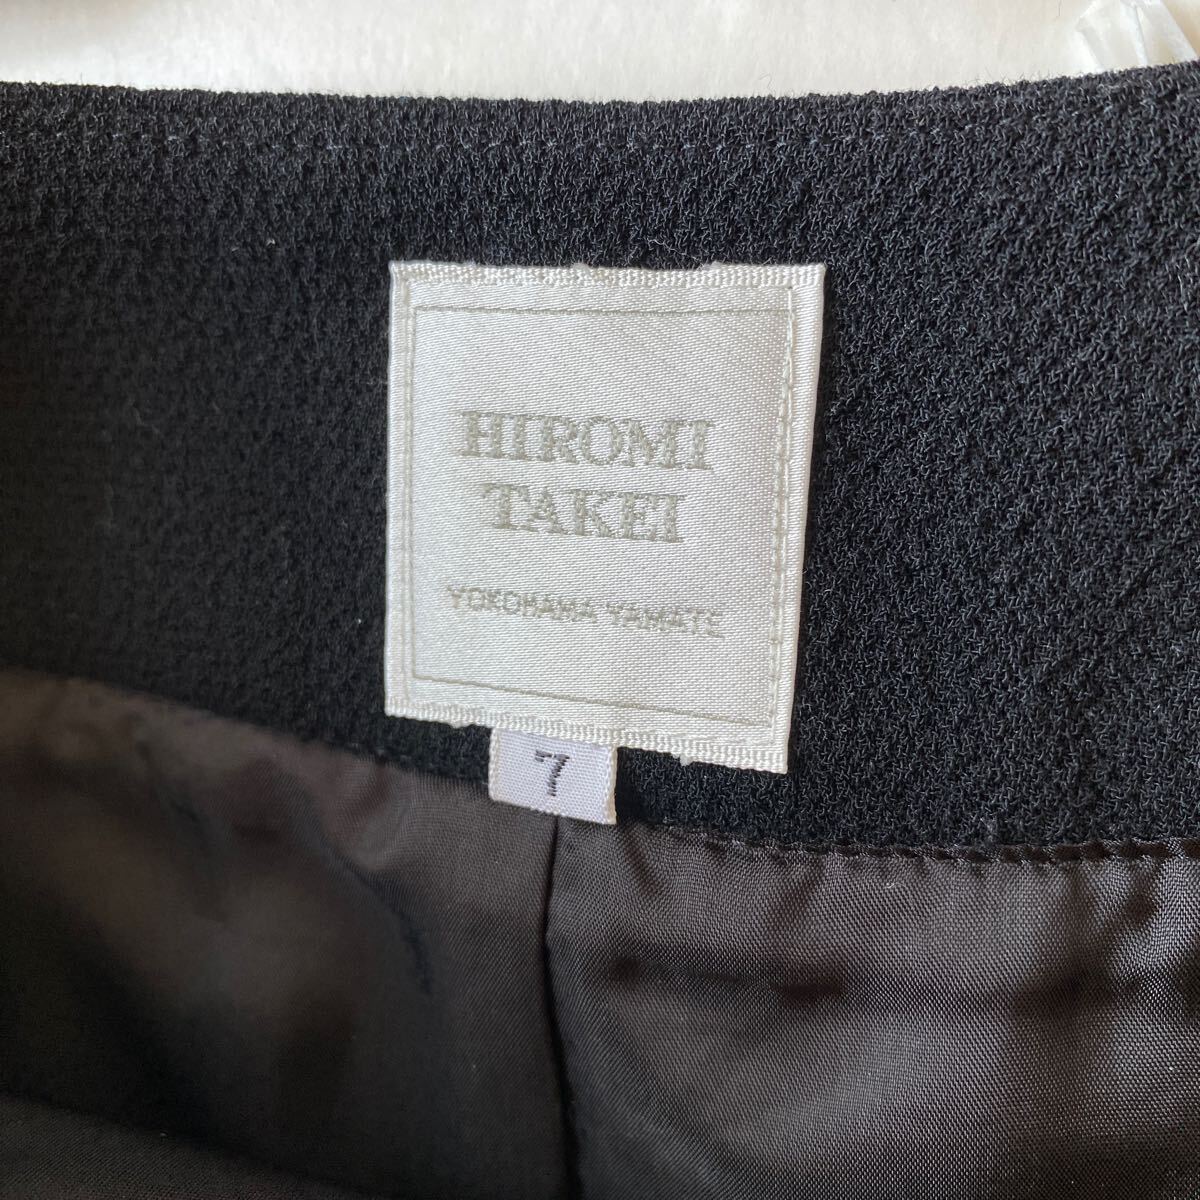 HIROMI
TAKEI
YOKOHAMA YAMATE
7